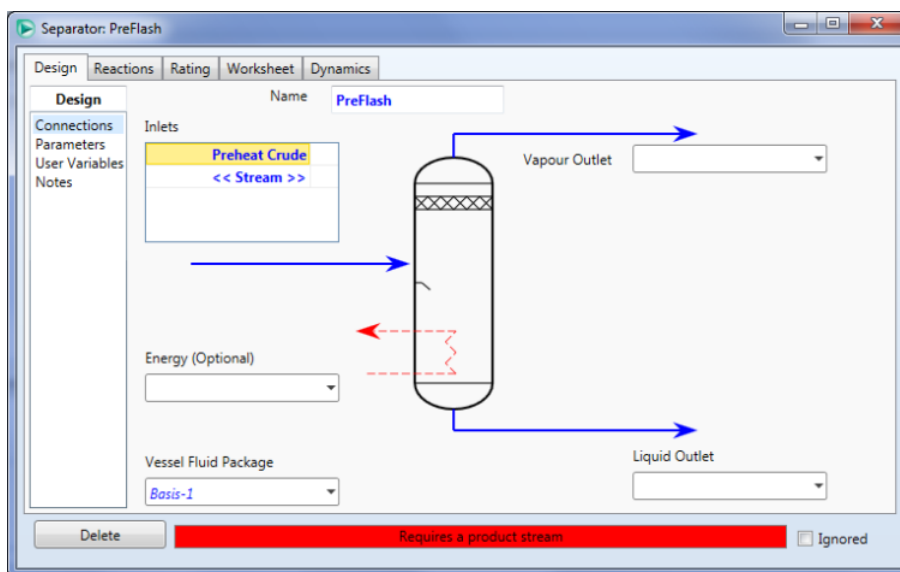 Separator: PreFlash
Design Reactions Rating Worksheet Dynamics
Design
Connections
Parameters
User Variables
Notes
Name PreFlash
Inlets
Preheat Crude
<< Stream >>
Vapour Outlet
Energy (Optional)
Vessel Fluid Package
Basis-1
Liquid Outlet
Delete
Requires a product stream
Ignored